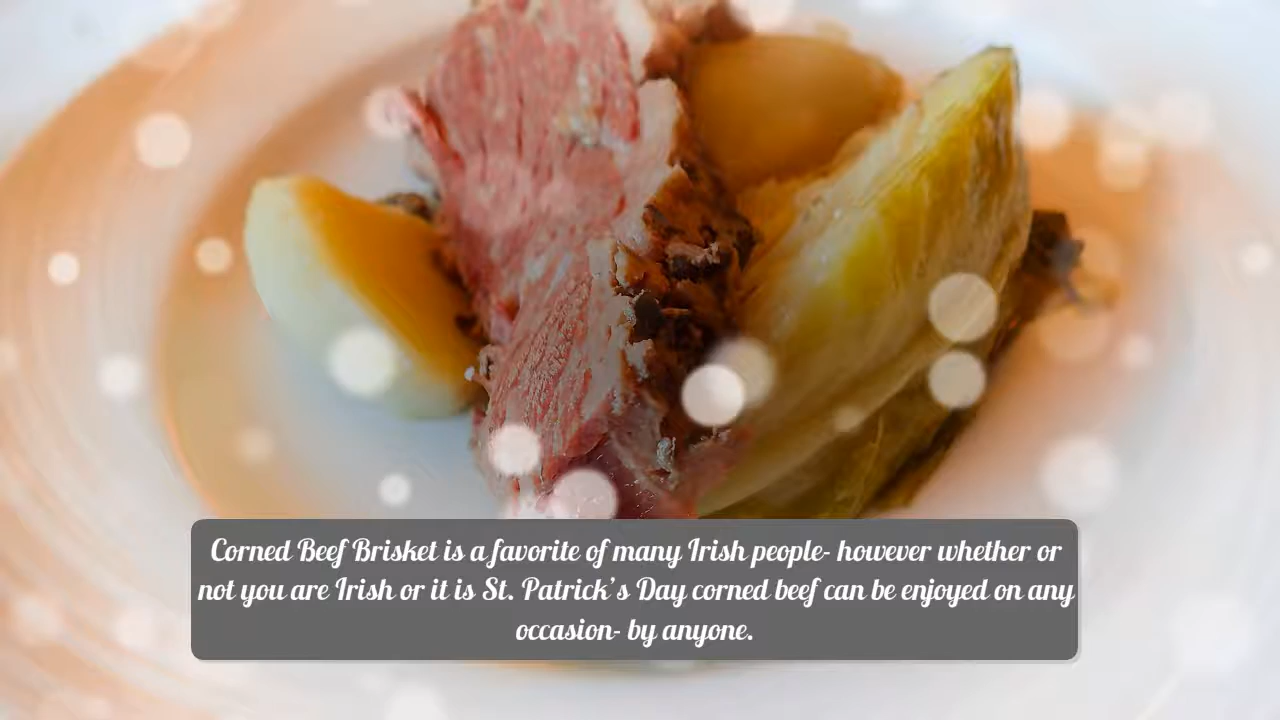 Corned Beef Brisket is a favorite of many Irish people- however whether or
not you are Irish or it is St. Patrick's Day corned beef can be enjoyed on any
occasion- by anyone.